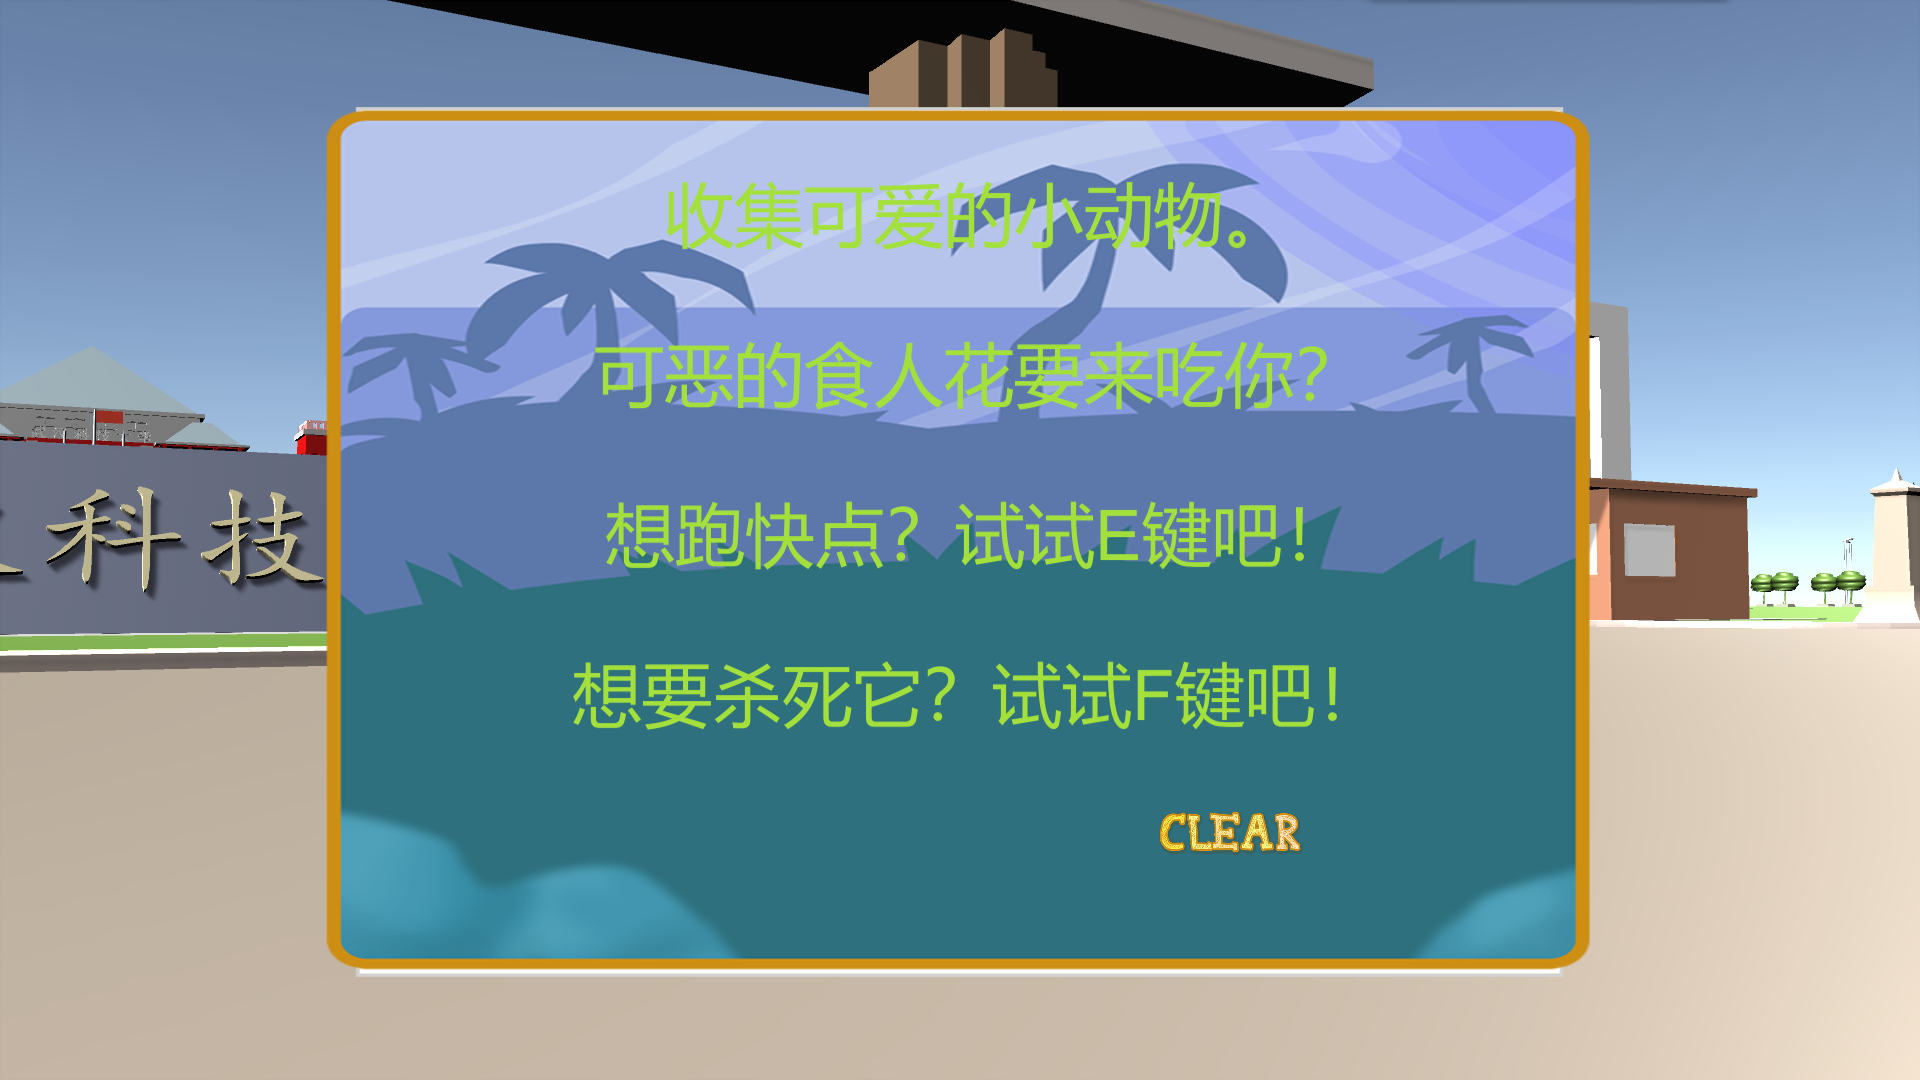 收集可爱的小动物。
可恶的食人花要来吃你？
科技
想跑快点？试试E键吧！
想要杀死它？试试F键吧！
CLEAR